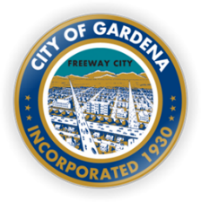 CITY OF GARDENA
FREEWAY CITY
INCORPORATED 1930